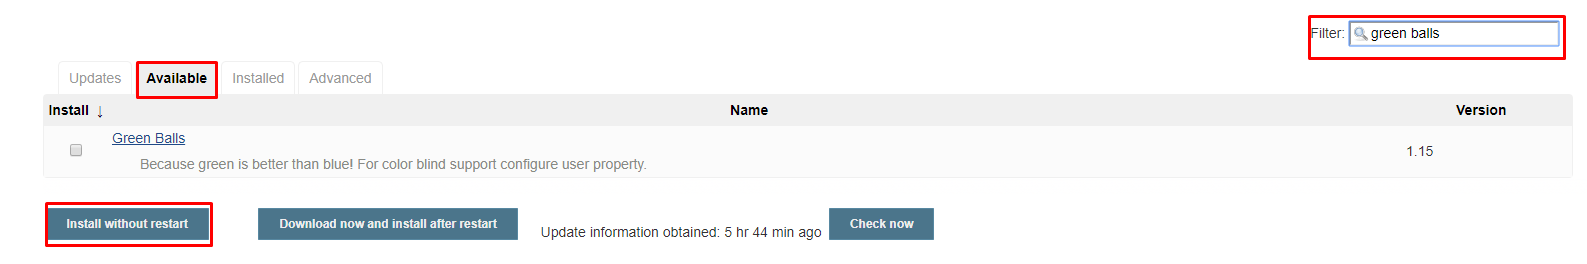 Filter: green balls
Updates Available Installed Advanced
Install ↓ Name Version
Green Balls
Because green is better than blue! For color blind support configure user property.
1.15
Install without restart Download now and install after restart Update information obtained: 5 hr 44 min ago Check now